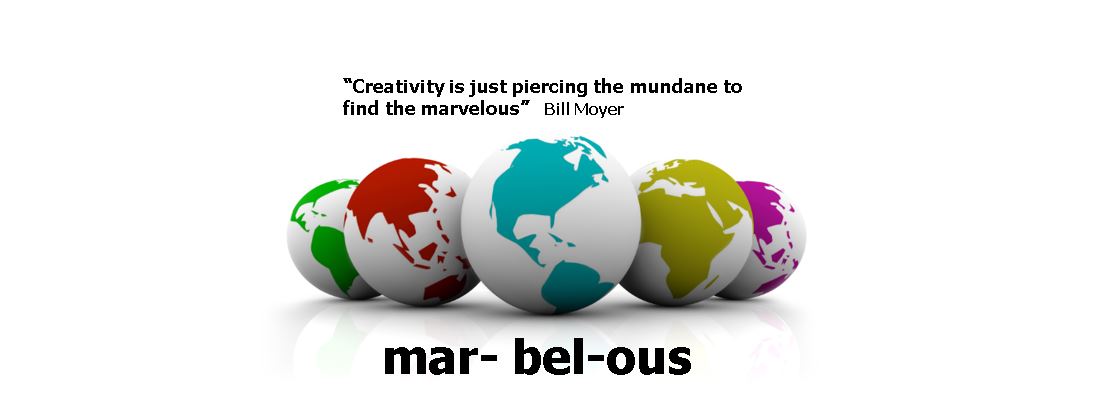 “Creativity is just piercing the mundane to
find the marvelous” Bill Moyer
mar- bel-ous